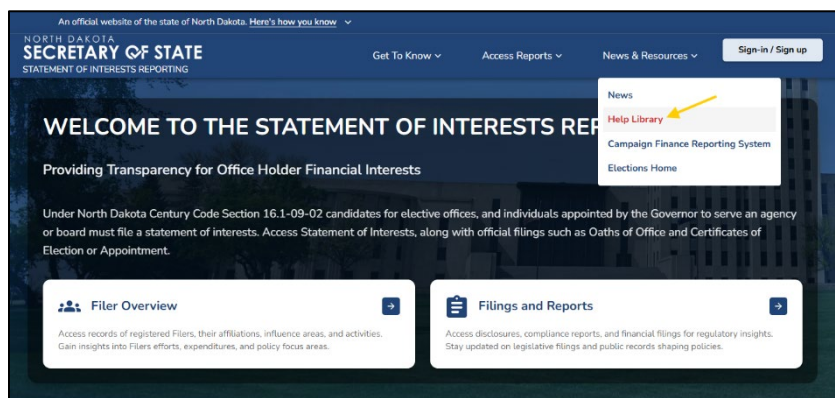 An official website of the state of North Dakota. Here's how you know
NORTH DAKOTA
SECRETARY OF STATE
STATEMENT OF INTERESTS REPORTING
Get To Know
Access Reports
News & Resources
Sign-in / Sign up
News
Help Library
Campaign Finance Reporting System
Elections Home
WELCOME TO THE STATEMENT OF INTERESTS REP
Providing Transparency for Office Holder Financial Interests
Under North Dakota Century Code Section 16.1-09-02 candidates for elective offices, and individuals appointed by the Governor to serve an agency
or board must file a statement of interests. Access Statement of Interests, along with official filings such as Oaths of Office and Certificates of
Election or Appointment.
Filer Overview
Access records of registered Filers, their affiliations, influence areas, and activities.
Gain insights into Filers efforts, expenditures, and policy focus areas.
Filings and Reports
Access disclosures, compliance reports, and financial filings for regulatory insights.
Stay updated on legislative filings and public records shaping policies.